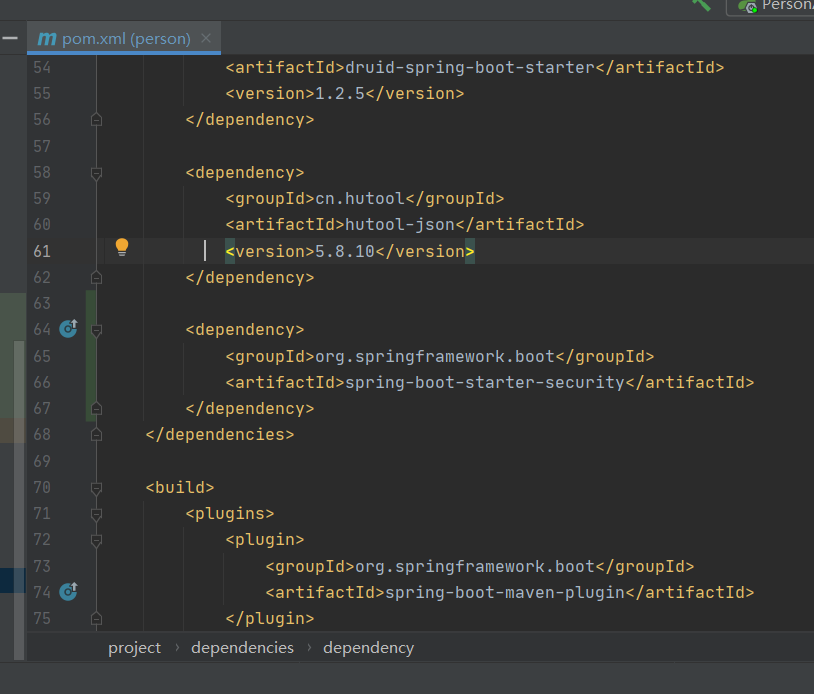 Person
pom.xml (person)
54 <artifactId>druid-spring-boot-starter</artifactId>
55 <version>1.2.5</version>
56 </dependency>
57
58 <dependency>
59 <groupId>cn.hutool</groupId>
60 <artifactId>hutool-json</artifactId>
61 <version>5.8.10</version>
62 </dependency>
63
64 <dependency>
65 <groupId>org.springframework.boot</groupId>
66 <artifactId>spring-boot-starter-security</artifactId>
67 </dependency>
68 </dependencies>
69
70 <build>
71 <plugins>
72 <plugin>
73 <groupId>org.springframework.boot</groupId>
74 <artifactId>spring-boot-maven-plugin</artifactId>
75 </plugin>
project › dependencies › dependency